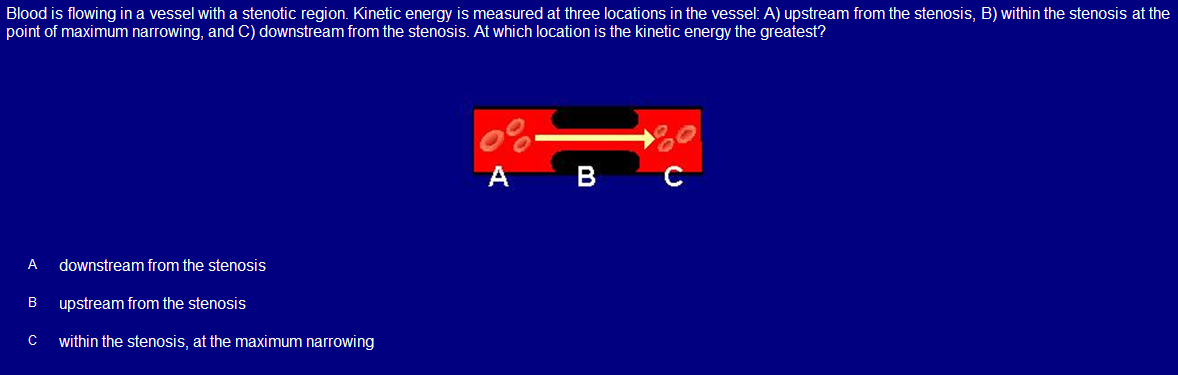 Blood is flowing in a vessel with a stenotic region. Kinetic energy is measured at three locations in the vessel: A) upstream from the stenosis, B) within the stenosis at the
point of maximum narrowing, and C) downstream from the stenosis. At which location is the kinetic energy the greatest?
A B C
A downstream from the stenosis
B upstream from the stenosis
C within the stenosis, at the maximum narrowing